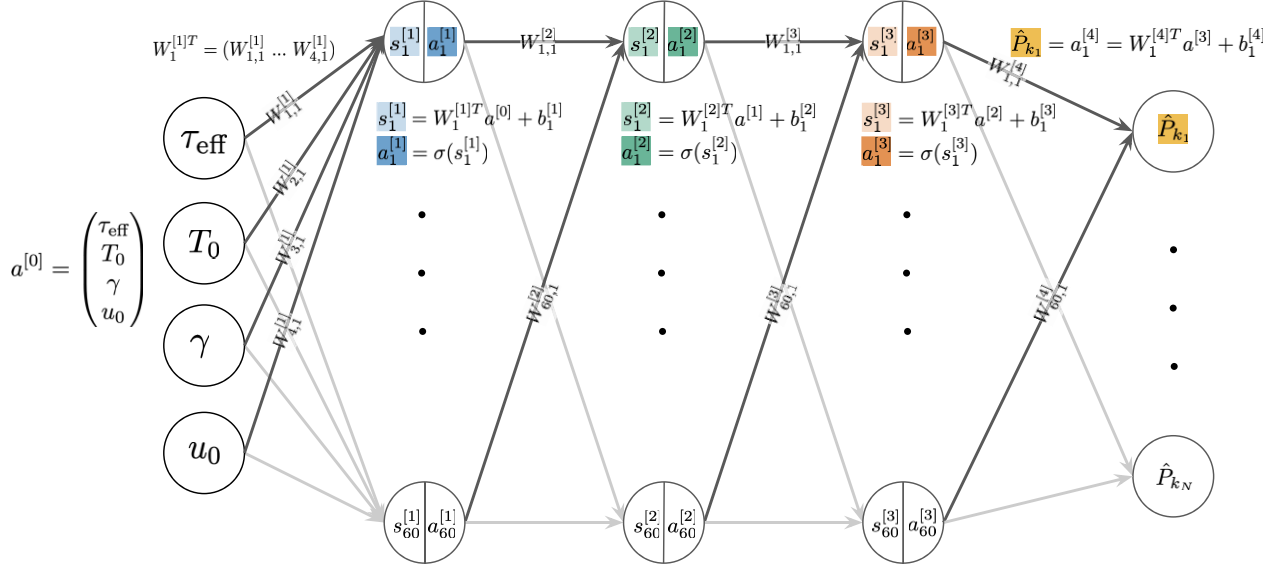 W_1^{[1]T} = (W_{1,1}^{[1]} ... W_{4,1}^{[1]})
s_1^{[1]} a_1^{[1]}
W_{1,1}^{[2]}
s_1^{[2]} a_1^{[2]}
W_{1,1}^{[3]}
s_1^{[3]} a_1^{[3]}
P̂_{k_1} = a_1^{[4]} = W_1^{[4]T} a^{[3]} + b_1^{[4]}
W_{1,1}^{[4]}
W_{1,1}^{[1]}
s_1^{[1]} = W_1^{[1]T} a^{[0]} + b_1^{[1]}
a_1^{[1]} = σ(s_1^{[1]})
s_1^{[2]} = W_1^{[2]T} a^{[1]} + b_1^{[2]}
a_1^{[2]} = σ(s_1^{[2]})
s_1^{[3]} = W_1^{[3]T} a^{[2]} + b_1^{[3]}
a_1^{[3]} = σ(s_1^{[3]})
P̂_{k_1}
τ_eff
W_{2,1}^{[1]}
T_0
W_{3,1}^{[1]}
a^{[0]} = (τ_eff
T_0
γ
u_0)
W_{4,1}^{[1]}
W_{60,1}^{[2]}
W_{60,1}^{[3]}
W_{60,1}^{[4]}
γ
u_0
P̂_{k_N}
s_{60}^{[1]} a_{60}^{[1]}
s_{60}^{[2]} a_{60}^{[2]}
s_{60}^{[3]} a_{60}^{[3]}